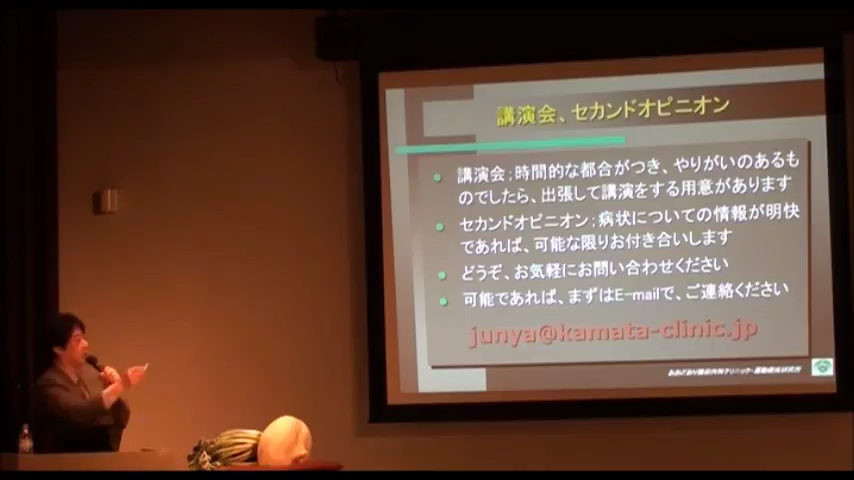 講演会、セカンドオピニオン
講演会；時間的な都合がつき、やりがいのあるも
のでしたら、出張して講演をする用意があります
セカンドオピニオン；病状についての情報が明快
であれば、可能な限りお付き合いします
どうぞ、お気軽にお問い合わせください
可能であれば、まずはE-mailで、ご連絡ください
junya@kamata-clinic.jp